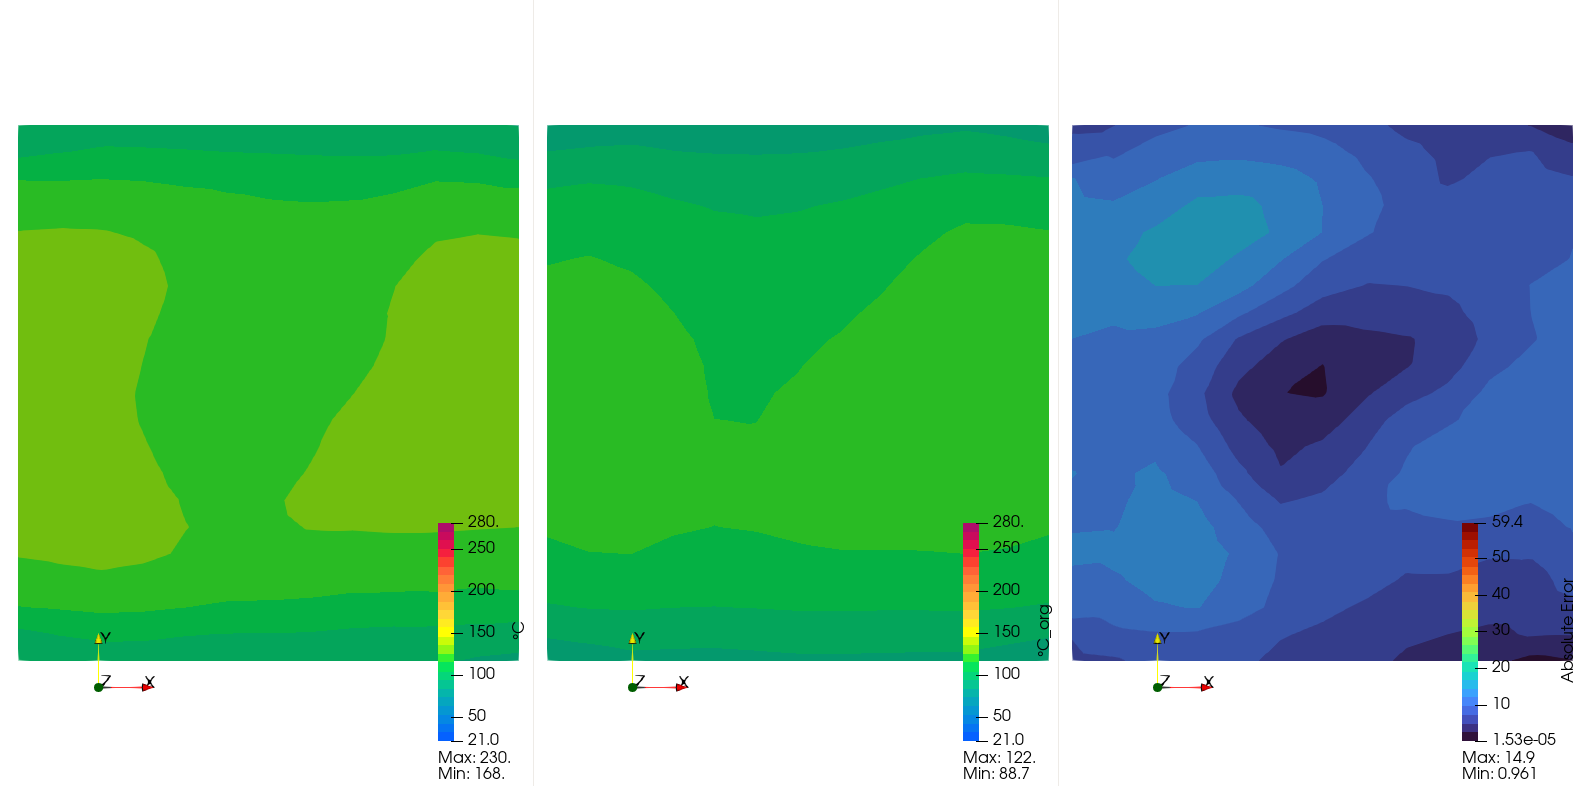 280.
250
200
150
100
50
21.0
°C
Max: 230.
Min: 168.
Y
Z
X
280.
250
200
150
100
50
21.0
°C_org
Max: 122.
Min: 88.7
Y
Z
X
59.4
50
40
30
20
10
1.53e-05
Absolute Error
Max: 14.9
Min: 0.961
Y
Z
X